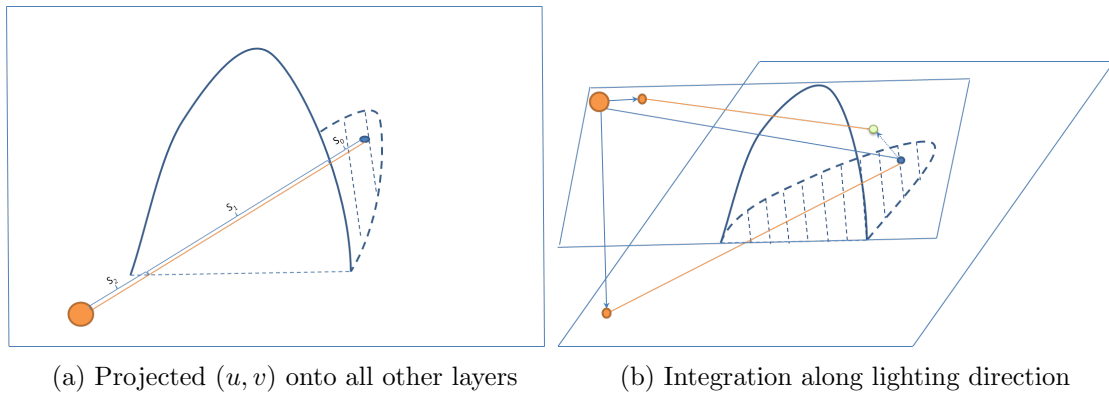 S₀
S₁
S₂
(a) Projected (u, v) onto all other layers
(b) Integration along lighting direction